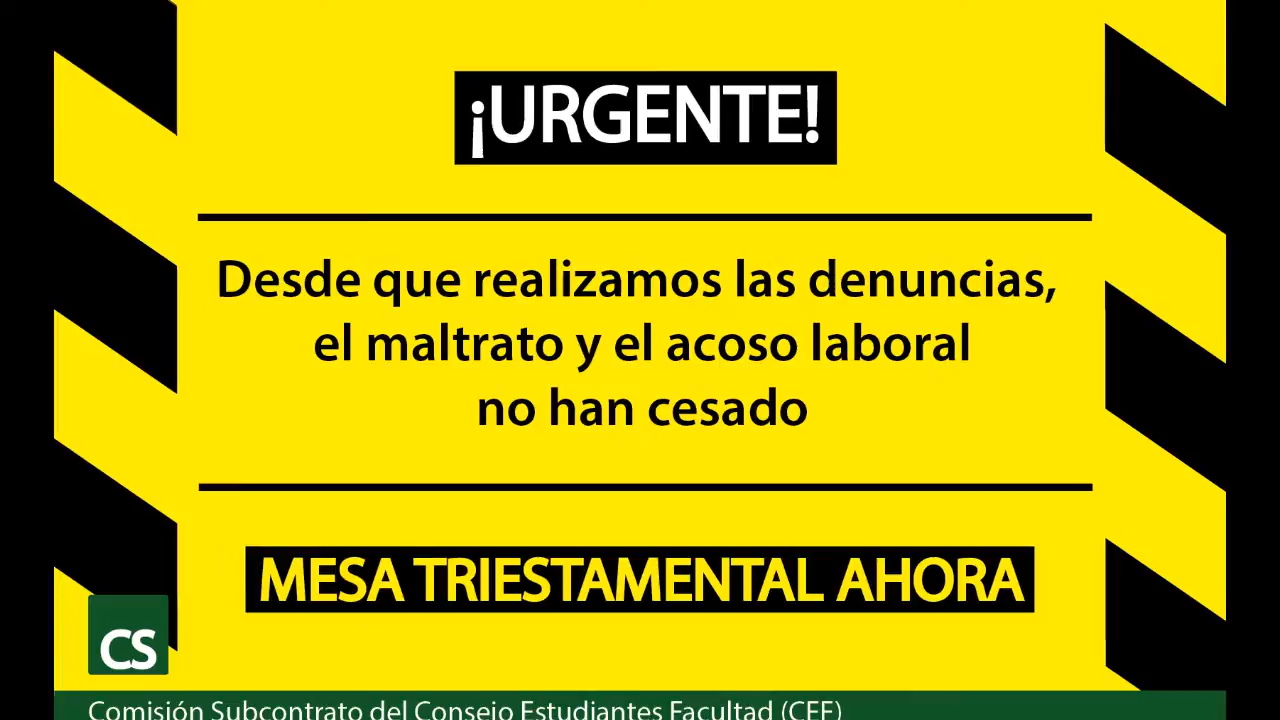 ¡URGENTE!
Desde que realizamos las denuncias,
el maltrato y el acoso laboral
no han cesado
MESA TRIESTAMENTAL AHORA
CS
Comisión Subcontrato del Consejo Estudiantes Facultad (CEF)